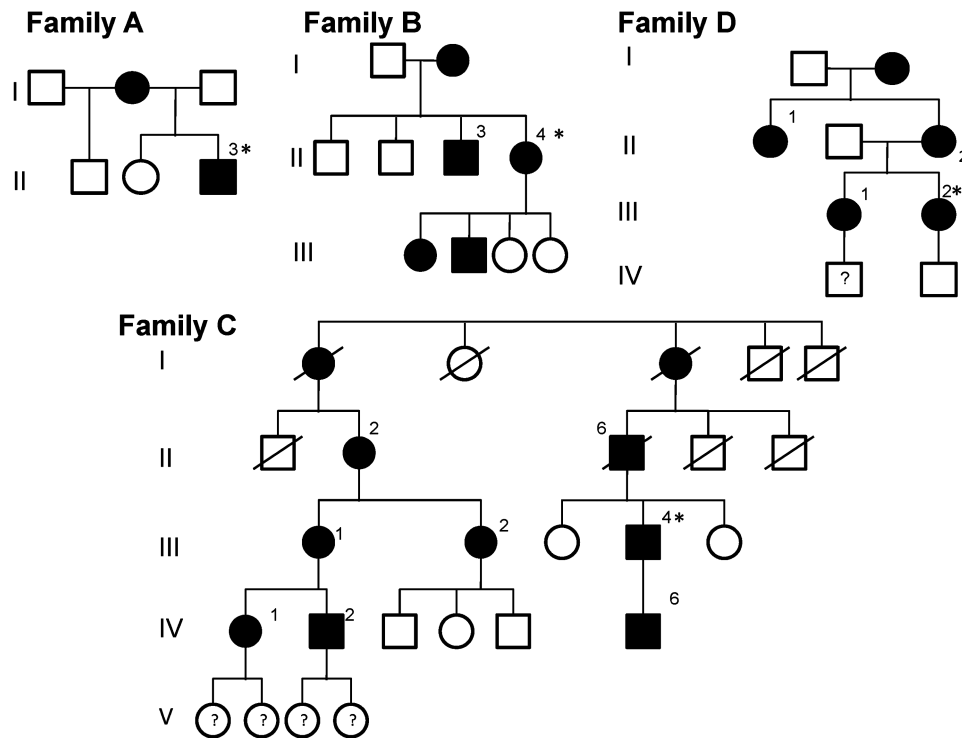 Family A
I
3*
II
Family B
I
3
4 *
II
III
Family D
I
1
II
2
1
2*
III
IV
?
Family C
I
2
6
II
1
2
4*
III
1
2
6
IV
V
? ? ? ?